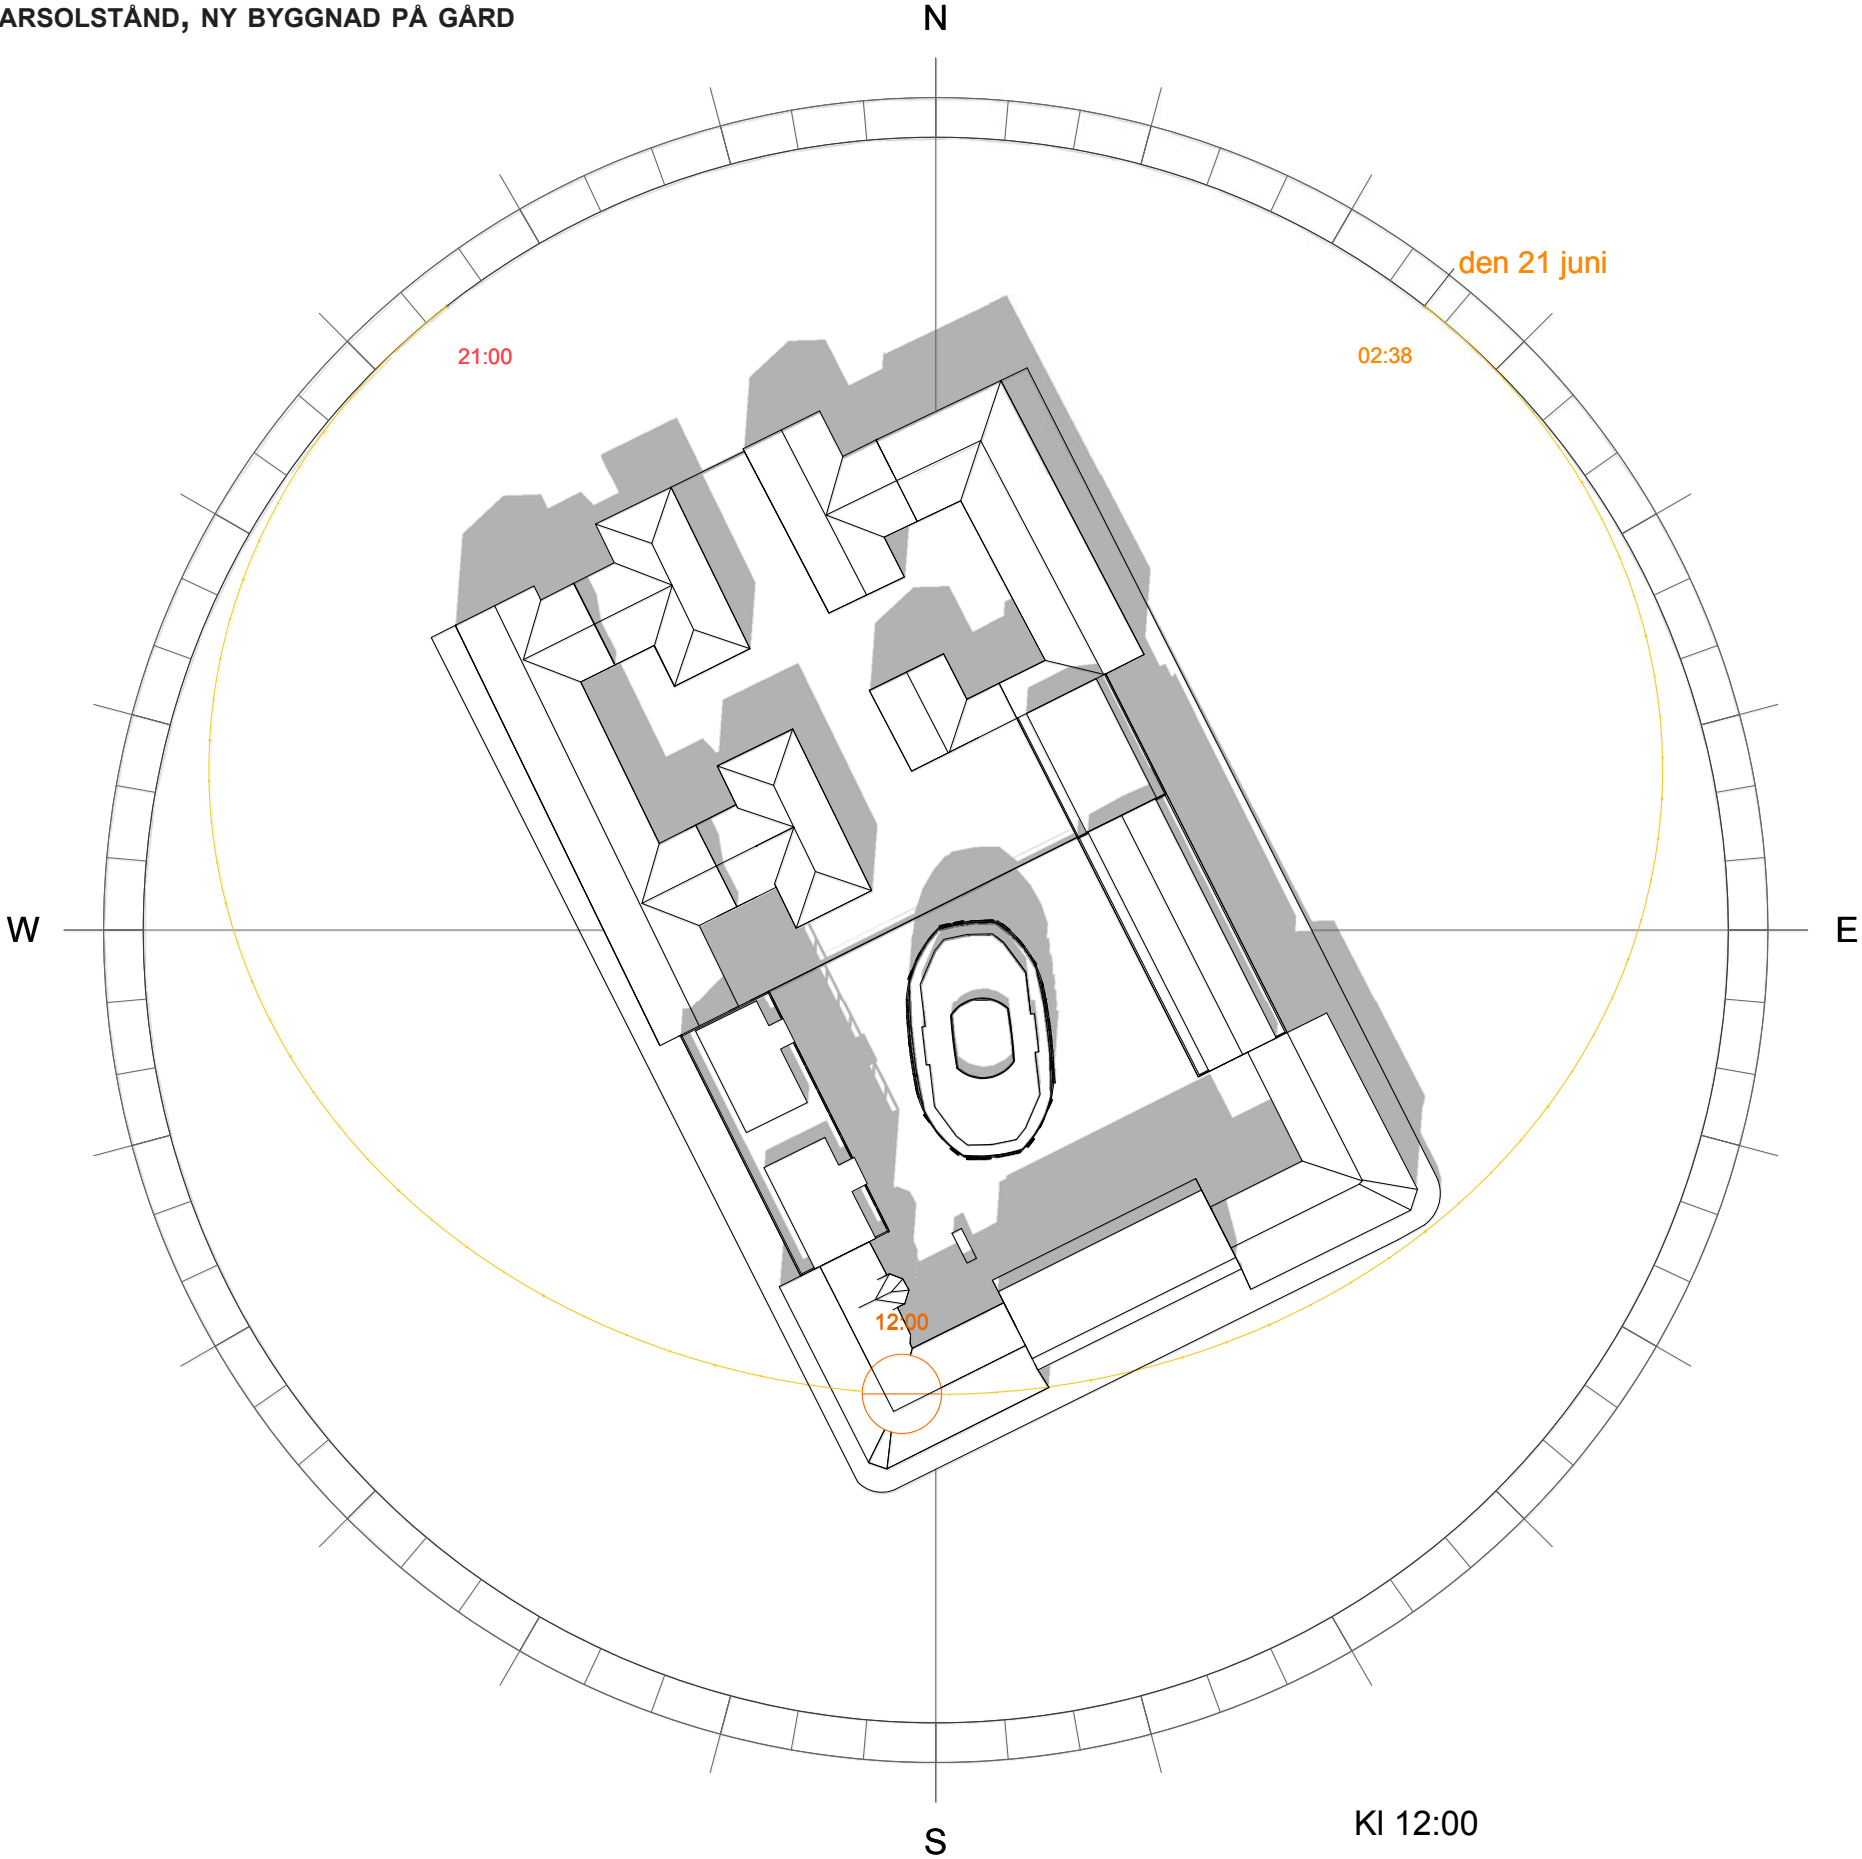 ARSOLSTÅND, NY BYGGNAD PÅ GÅRD
N
den 21 juni
21:00
02:38
W
E
12:00
Kl 12:00
S